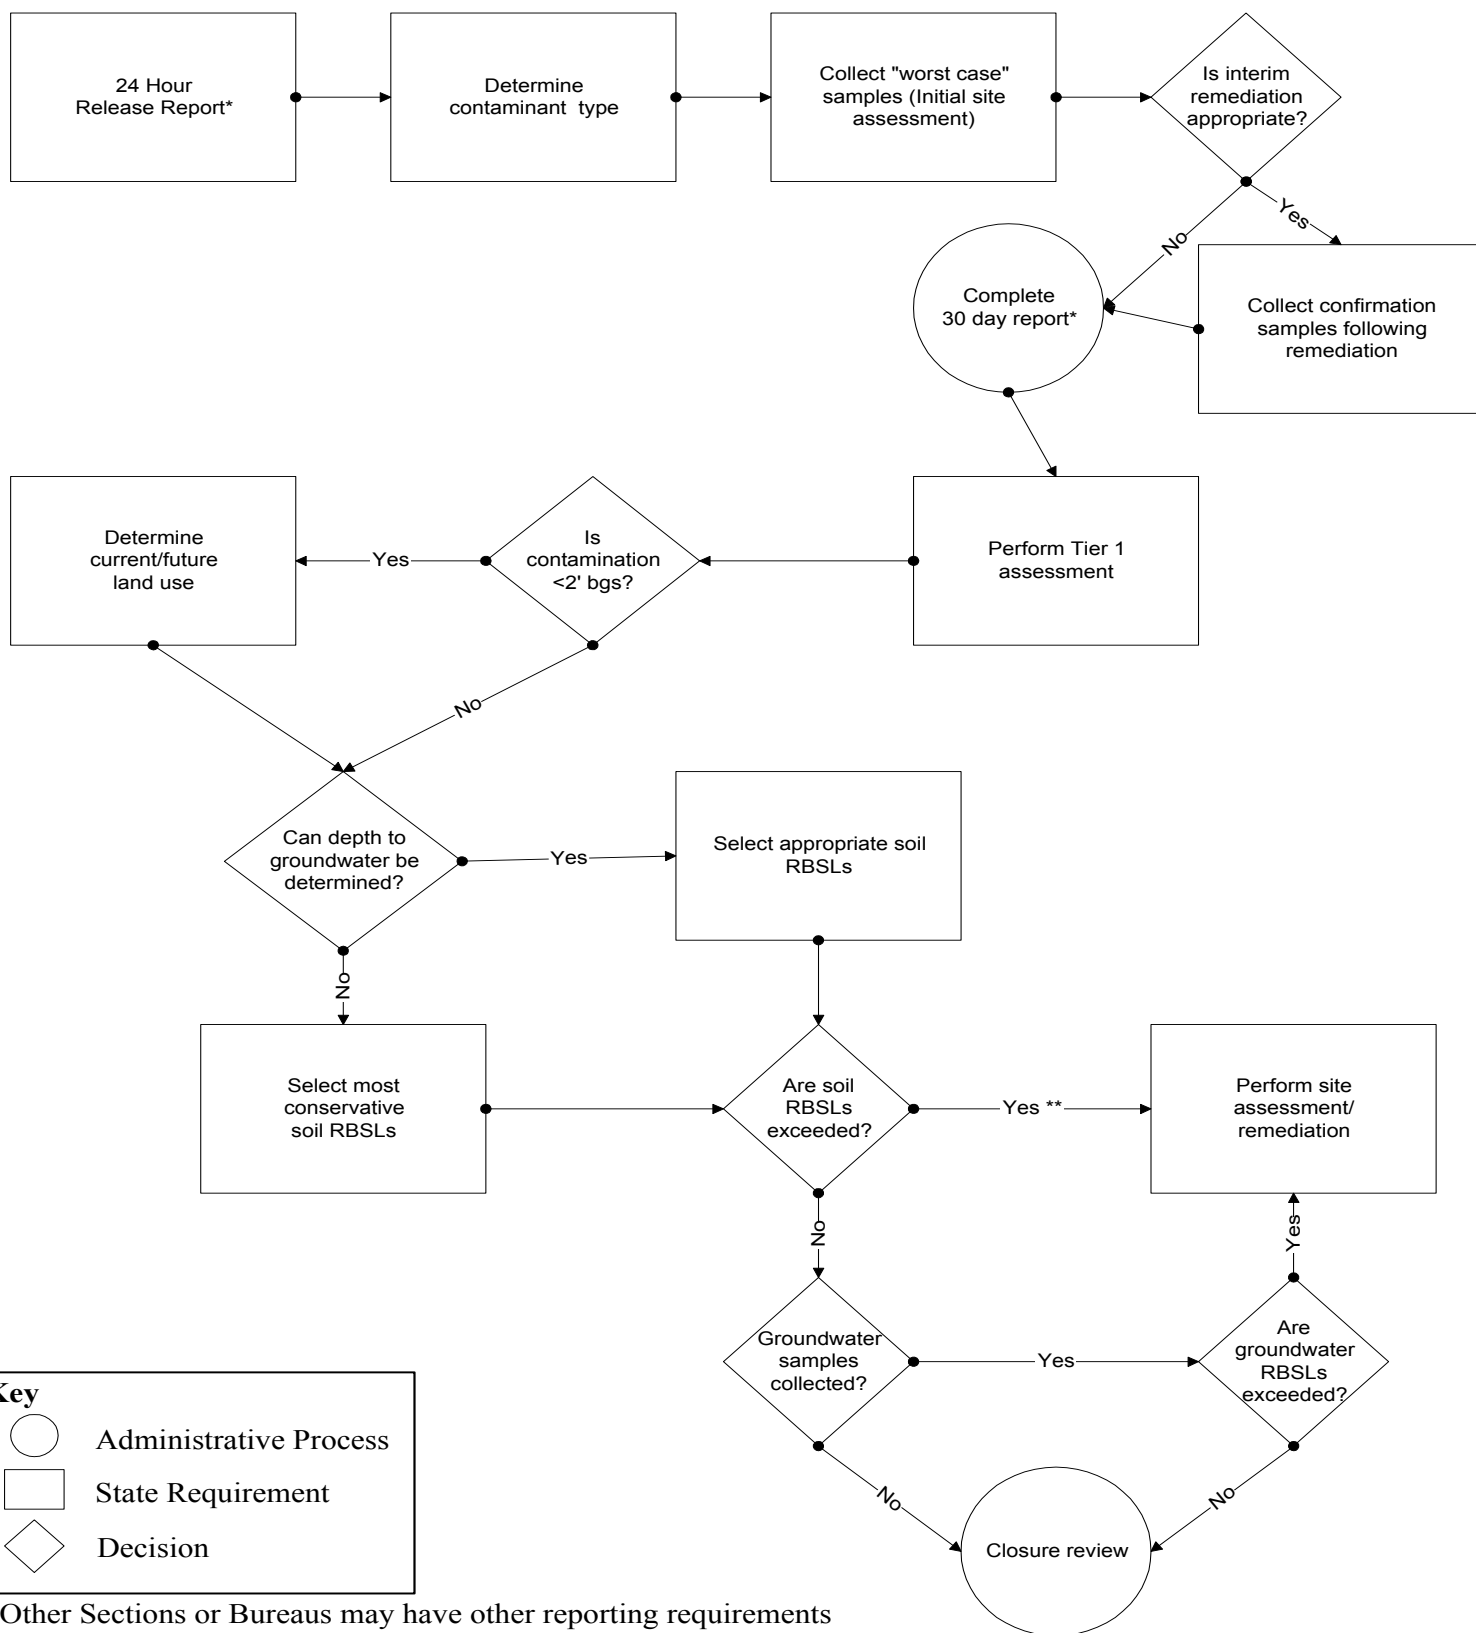 24 Hour
Release Report*
Determine
contaminant type
Collect "worst case"
samples (Initial site
assessment)
Is interim
remediation
appropriate?
Yes
No
Complete
30 day report*
Collect confirmation
samples following
remediation
Determine
current/future
land use
Yes
Is
contamination
<2' bgs?
Perform Tier 1
assessment
No
Can depth to
groundwater be
determined?
Yes
Select appropriate soil
RBSLs
No
Select most
conservative
soil RBSLs
Are soil
RBSLs
exceeded?
Yes **
Perform site
assessment/
remediation
No
Yes
Groundwater
samples
collected?
Yes
Are
groundwater
RBSLs
exceeded?
No
No
Closure review
Key
Administrative Process
State Requirement
Decision
Other Sections or Bureaus may have other reporting requirements